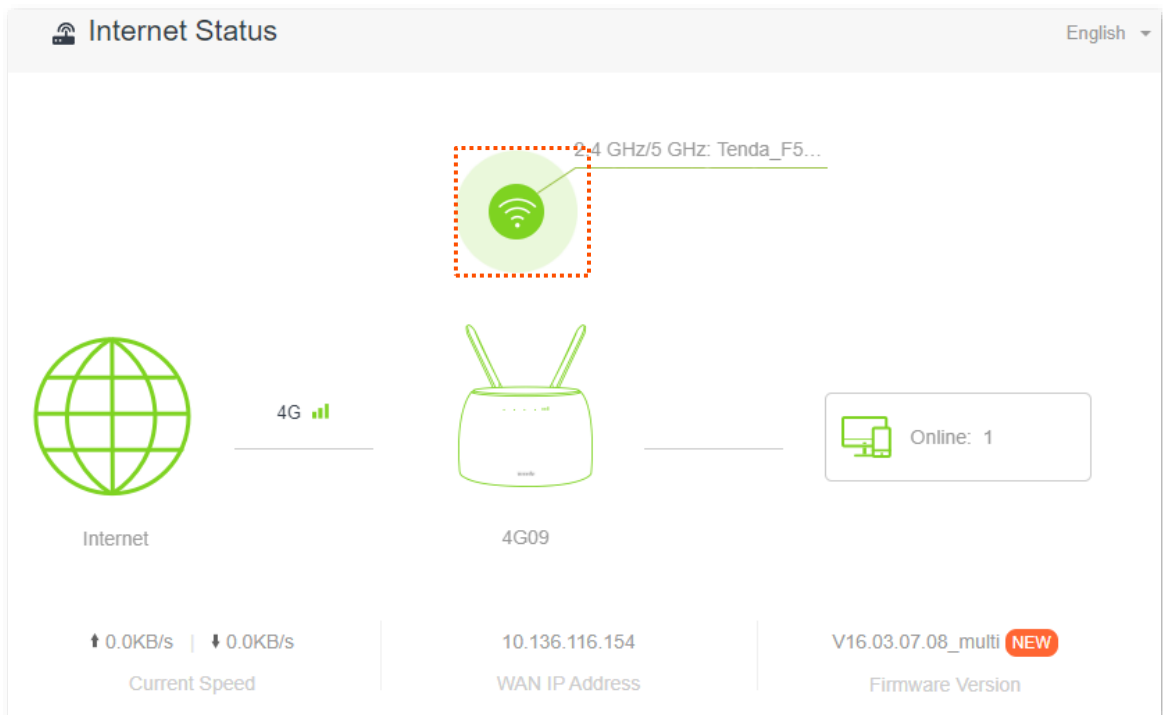 Internet Status
English
2.4 GHz/5 GHz: Tenda_F5...
4G
Online: 1
Internet
4G09
0.0KB/s | 0.0KB/s
10.136.116.154
V16.03.07.08_multi NEW
Current Speed
WAN IP Address
Firmware Version